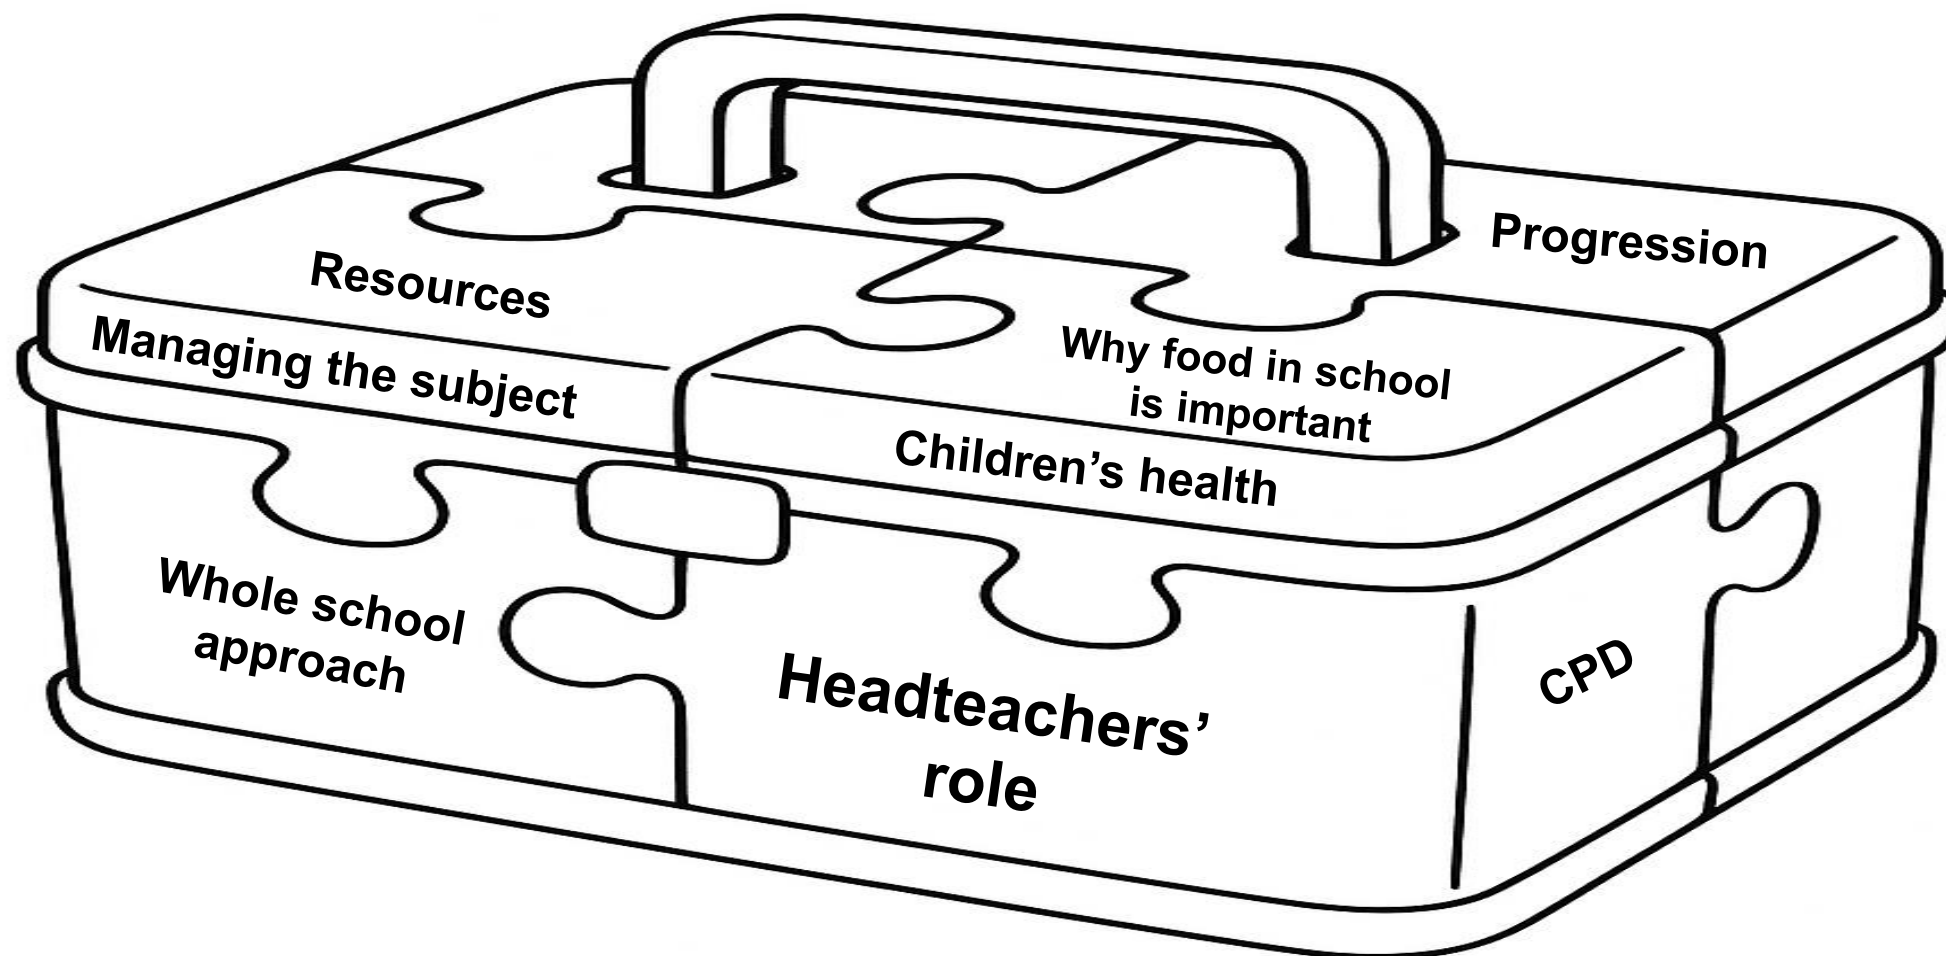 Progression
Resources
Why food in school
is important
Managing the subject
Children’s health
Whole school
approach
Headteachers’
role
CPD